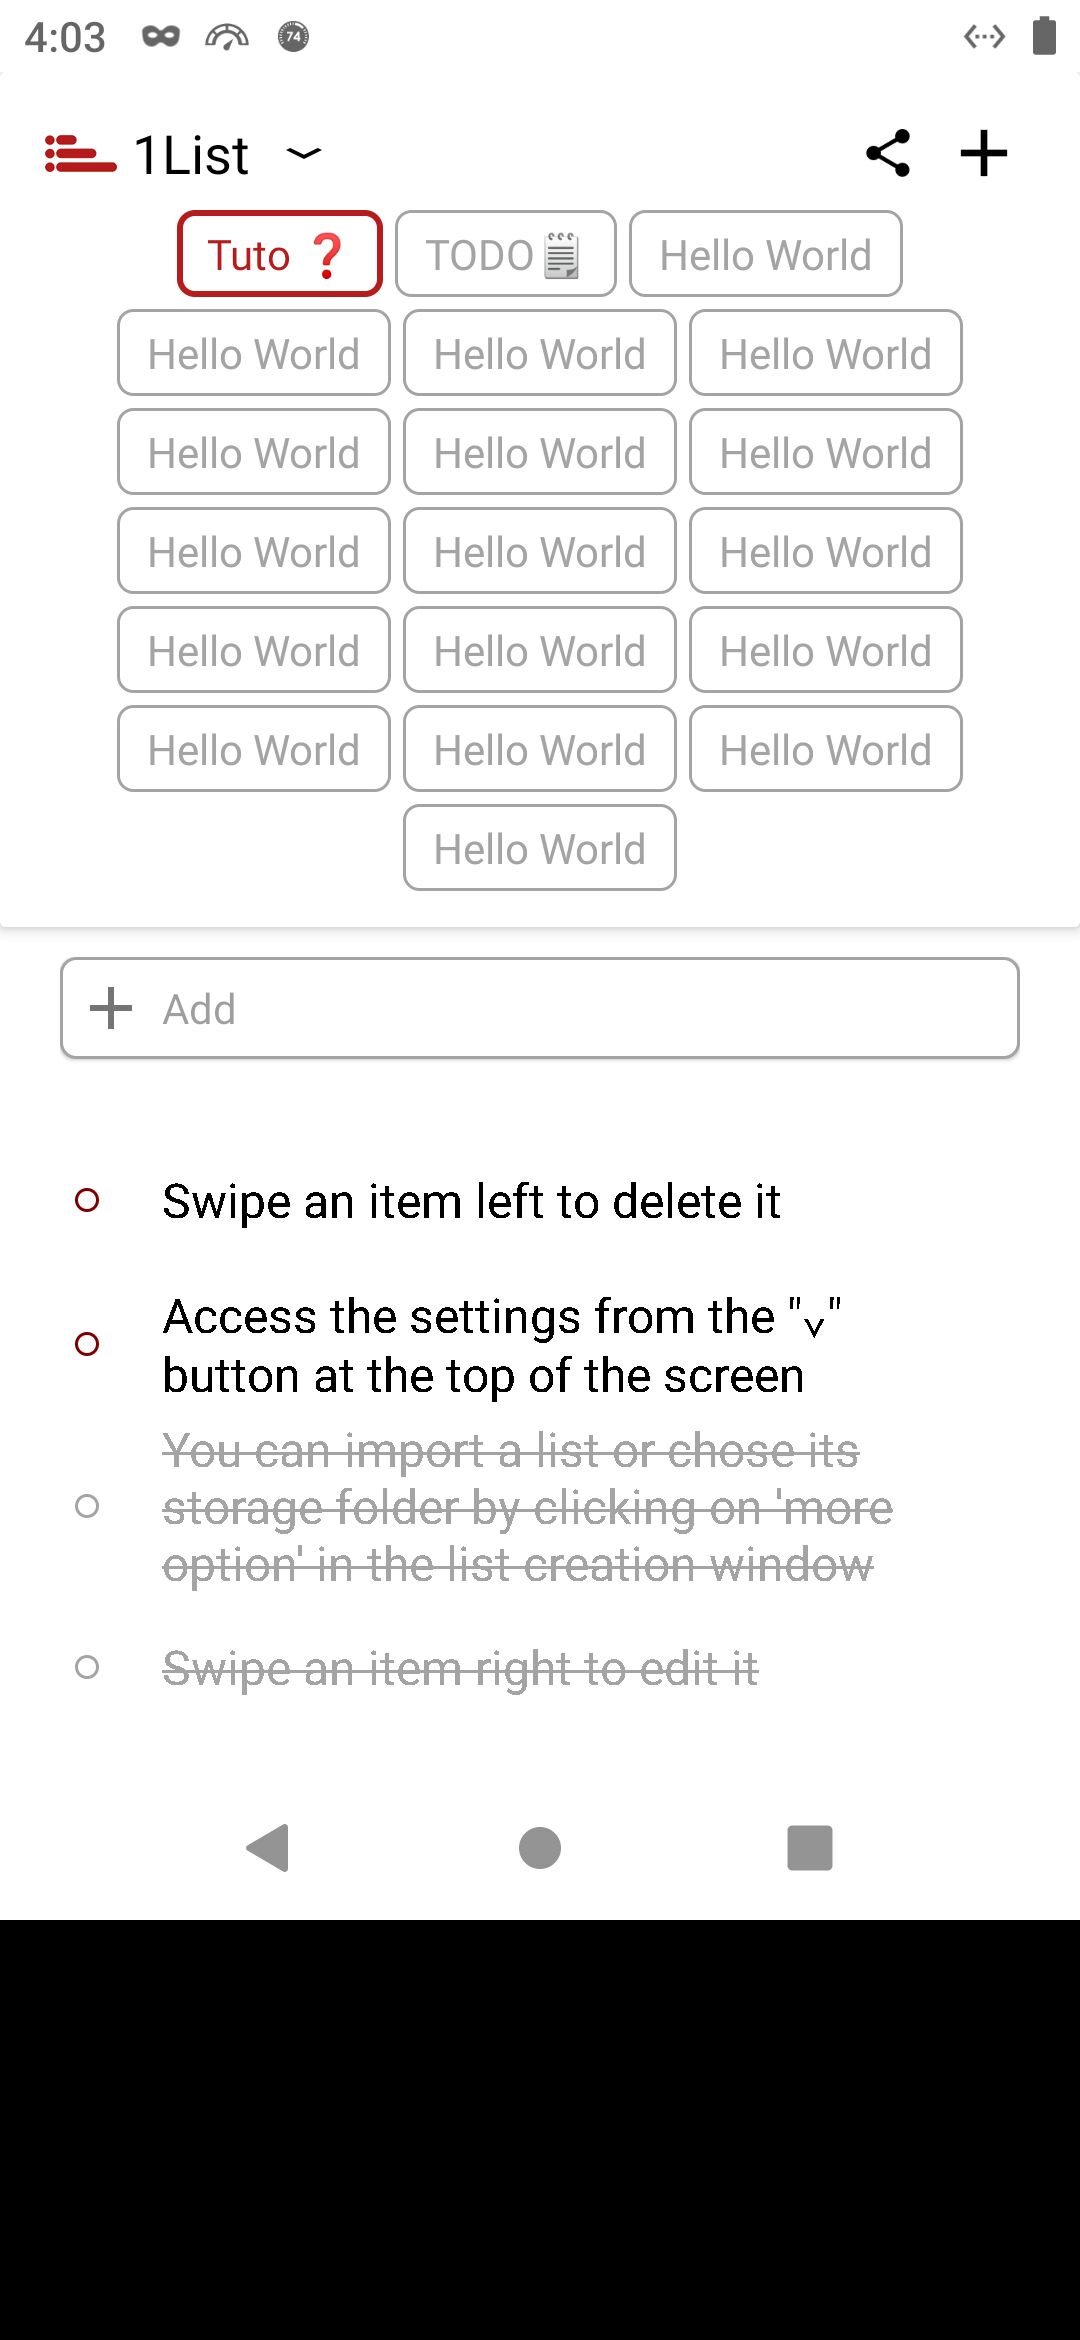 4:03
74
1List
Tuto ❓ TODO🗒 Hello World
Hello World Hello World Hello World
Hello World Hello World Hello World
Hello World Hello World Hello World
Hello World Hello World Hello World
Hello World Hello World Hello World
Hello World
Add
Swipe an item left to delete it
Access the settings from the "v"
button at the top of the screen
You can import a list or chose its
storage folder by clicking on 'more
option' in the list creation window
Swipe an item right to edit it